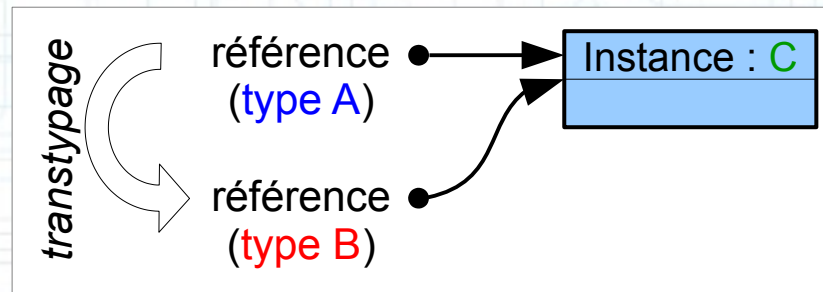 transtypage
référence
(type A)
Instance : C
référence
(type B)